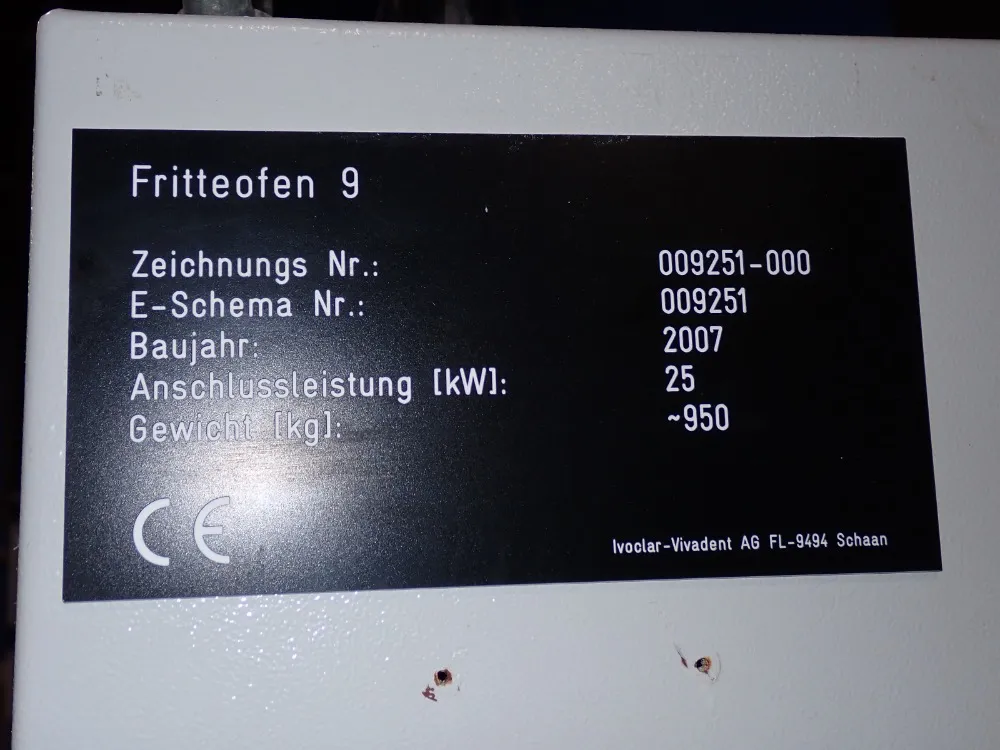 Fritteofen 9
Zeichnungs Nr.: 009251-000
E-Schema Nr.: 009251
Baujahr: 2007
Anschlussleistung [kW]: 25
Gewicht [kg]: ~950
CE
Ivoclar-Vivadent AG FL-9494 Schaan